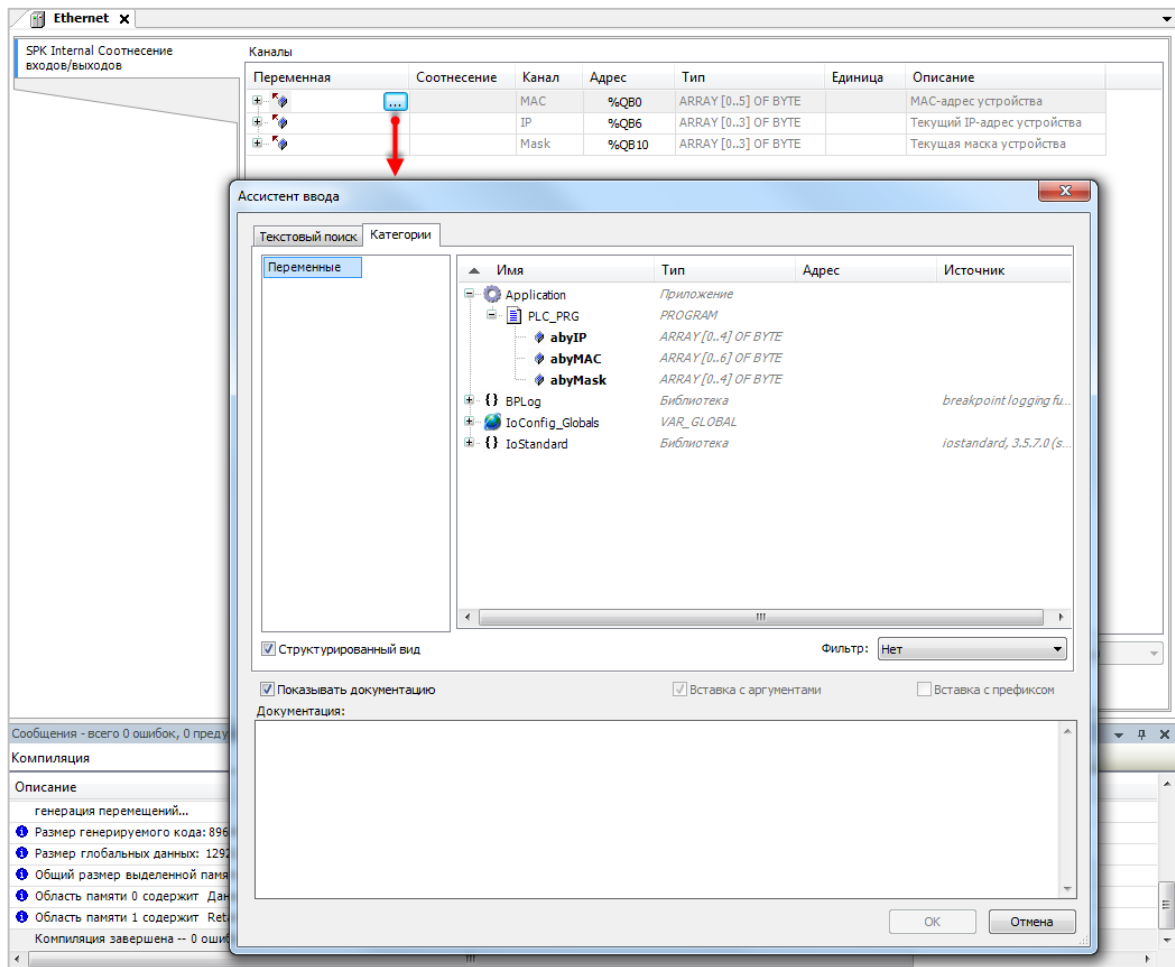 Ethernet
SPK Internal Соотнесение
входов/выходов
Каналы
Переменная Соотнесение Канал Адрес Тип Единица Описание
MAC %QB0 ARRAY [0..5] OF BYTE MAC-адрес устройства
IP %QB6 ARRAY [0..3] OF BYTE Текущий IP-адрес устройства
Mask %QB10 ARRAY [0..3] OF BYTE Текущая маска устройства
Ассистент ввода
Текстовый поиск Категории
Переменные
Имя Тип Адрес Источник
Application Приложение
PLC_PRG PROGRAM
abyIP ARRAY [0..4] OF BYTE
abyMAC ARRAY [0..6] OF BYTE
abyMask ARRAY [0..4] OF BYTE
BPLog Библиотека breakpoint logging fu...
IoConfig_Globals VAR_GLOBAL
IoStandard Библиотека iostandard, 3.5.7.0 (s...
Структурированный вид Фильтр: Нет
Показывать документацию Вставка с аргументами Вставка с префиксом
Документация:
Сообщения - всего 0 ошибок, 0 преду
Компиляция
Описание
генерация перемещений...
Размер генерируемого кода: 896
Размер глобальных данных: 1292
Общий размер выделенной памя
Область памяти 0 содержит Дан
Область памяти 1 содержит Reta
Компиляция завершена -- 0 ошиб
OK Отмена